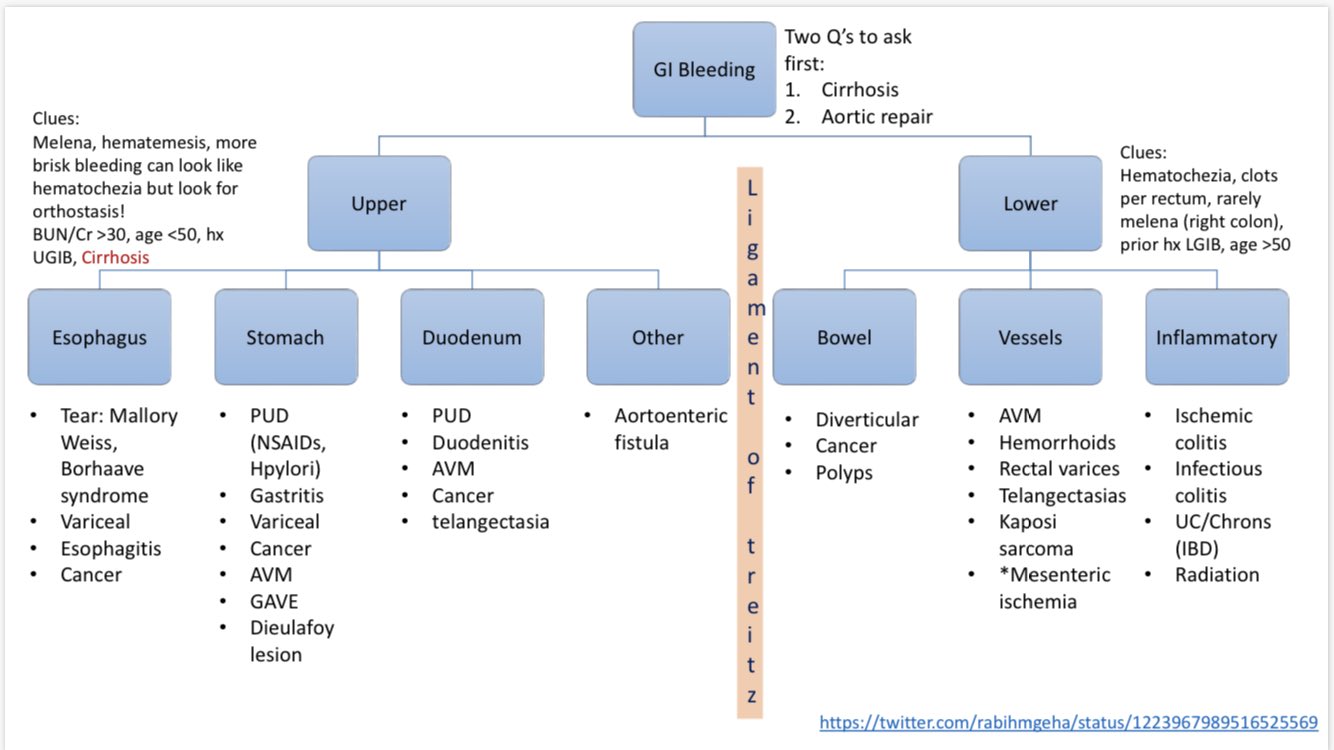 GI Bleeding
Two Q’s to ask
first:
1. Cirrhosis
2. Aortic repair
Clues:
Melena, hematemesis, more
brisk bleeding can look like
hematochezia but look for
orthostasis!
BUN/Cr >30, age <50, hx
UGIB, Cirrhosis
Upper
Lower
Clues:
Hematochezia, clots
per rectum, rarely
melena (right colon),
prior hx LGIB, age >50
Esophagus
Stomach
Duodenum
Other
Ligament of treitz
Bowel
Vessels
Inflammatory
• Tear: Mallory
Weiss,
Borhaave
syndrome
• Variceal
• Esophagitis
• Cancer
• PUD
(NSAIDs,
Hpylori)
• Gastritis
• Variceal
• Cancer
• AVM
• GAVE
• Dieulafoy
lesion
• PUD
• Duodenitis
• AVM
• Cancer
• telangectasia
• Aortoenteric
fistula
• Diverticular
• Cancer
• Polyps
• AVM
• Hemorrhoids
• Rectal varices
• Telangectasias
• Kaposi
sarcoma
• *Mesenteric
ischemia
• Ischemic
colitis
• Infectious
colitis
• UC/Chrons
(IBD)
• Radiation
https://twitter.com/rabihmgeha/status/1223967989516525569